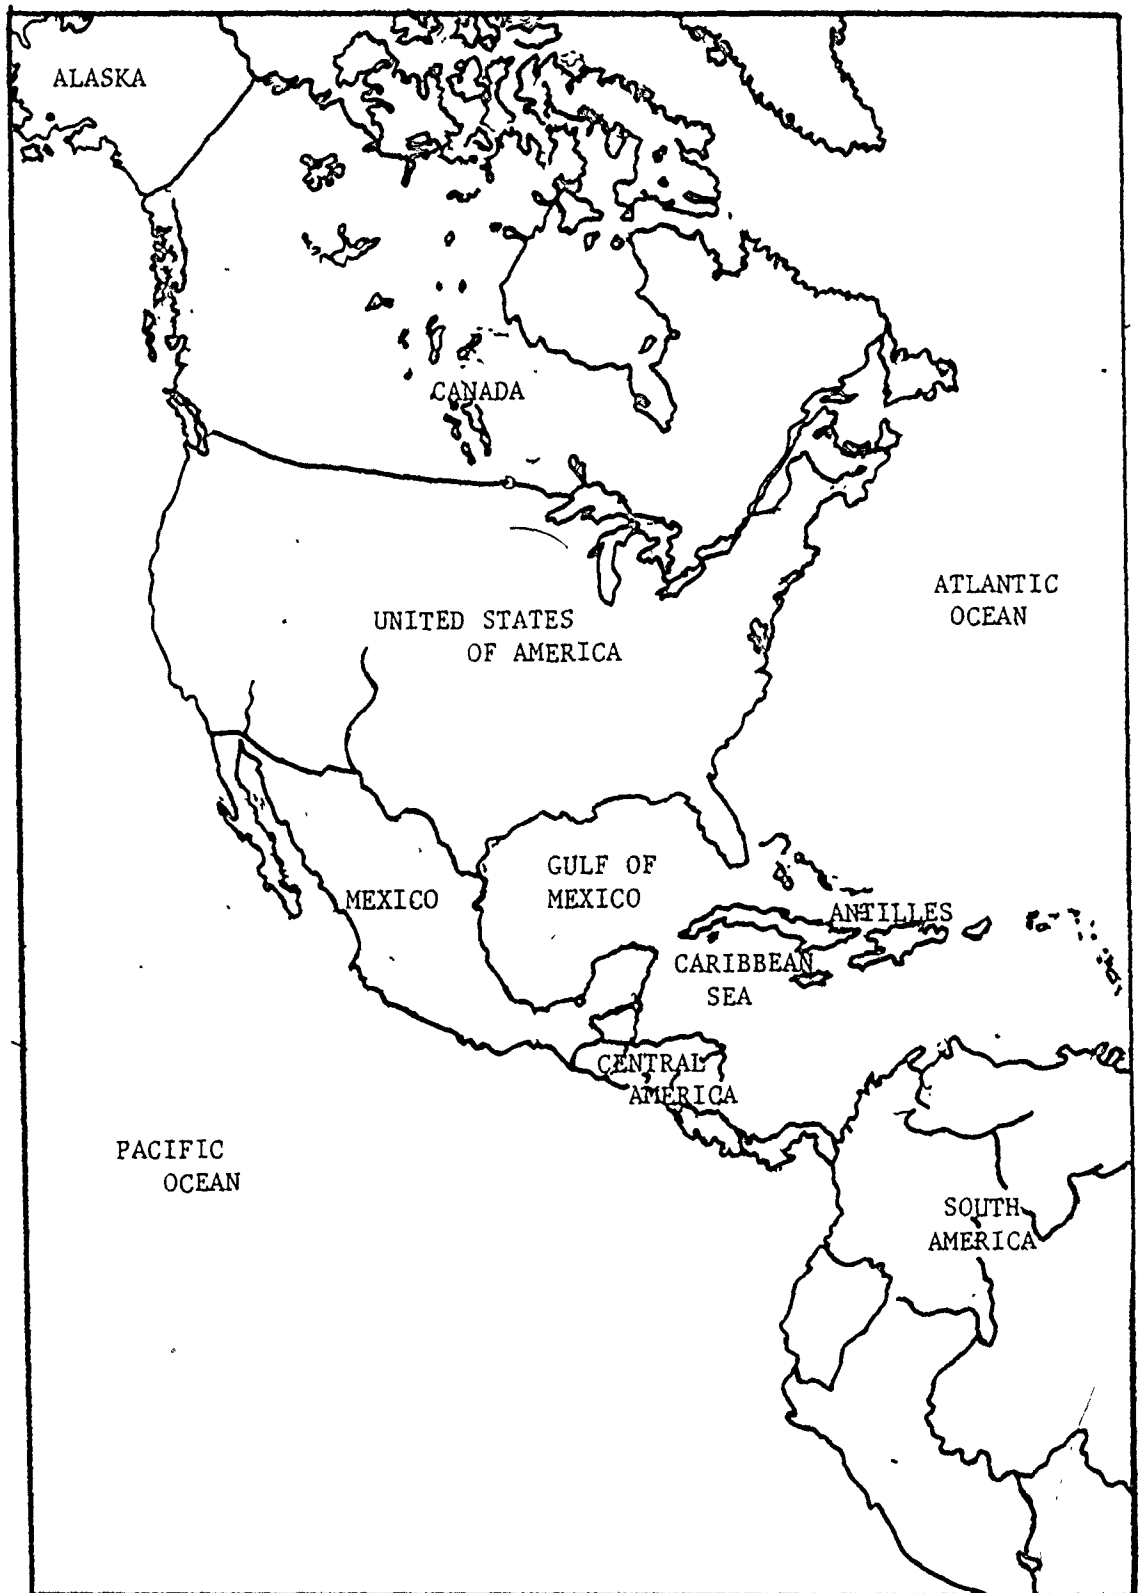 ALASKA
CANADA
UNITED STATES
OF AMERICA
ATLANTIC
OCEAN
GULF OF
MEXICO
MEXICO
ANTILLES
CARIBBEAN
SEA
CENTRAL
AMERICA
PACIFIC
OCEAN
SOUTH
AMERICA